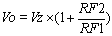 Vo = Vz×(1+RF2/RF1)